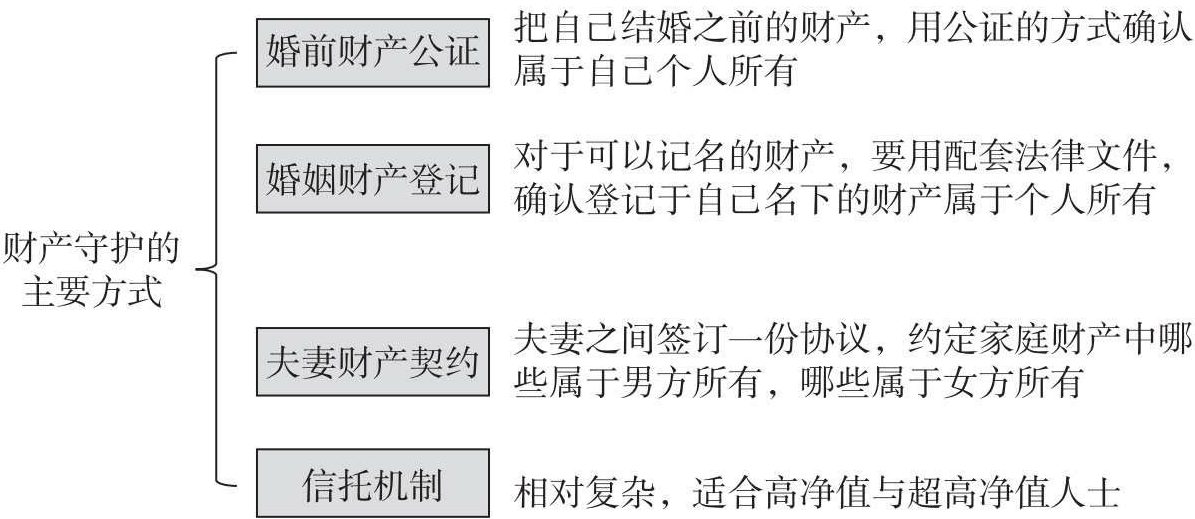 财产守护的
主要方式
婚前财产公证
把自己结婚之前的财产，用公证的方式确认
属于自己个人所有
婚姻财产登记
对于可以记名的财产，要用配套法律文件，
确认登记于自己名下的财产属于个人所有
夫妻财产契约
夫妻之间签订一份协议，约定家庭财产中哪
些属于男方所有，哪些属于女方所有
信托机制
相对复杂，适合高净值与超高净值人士